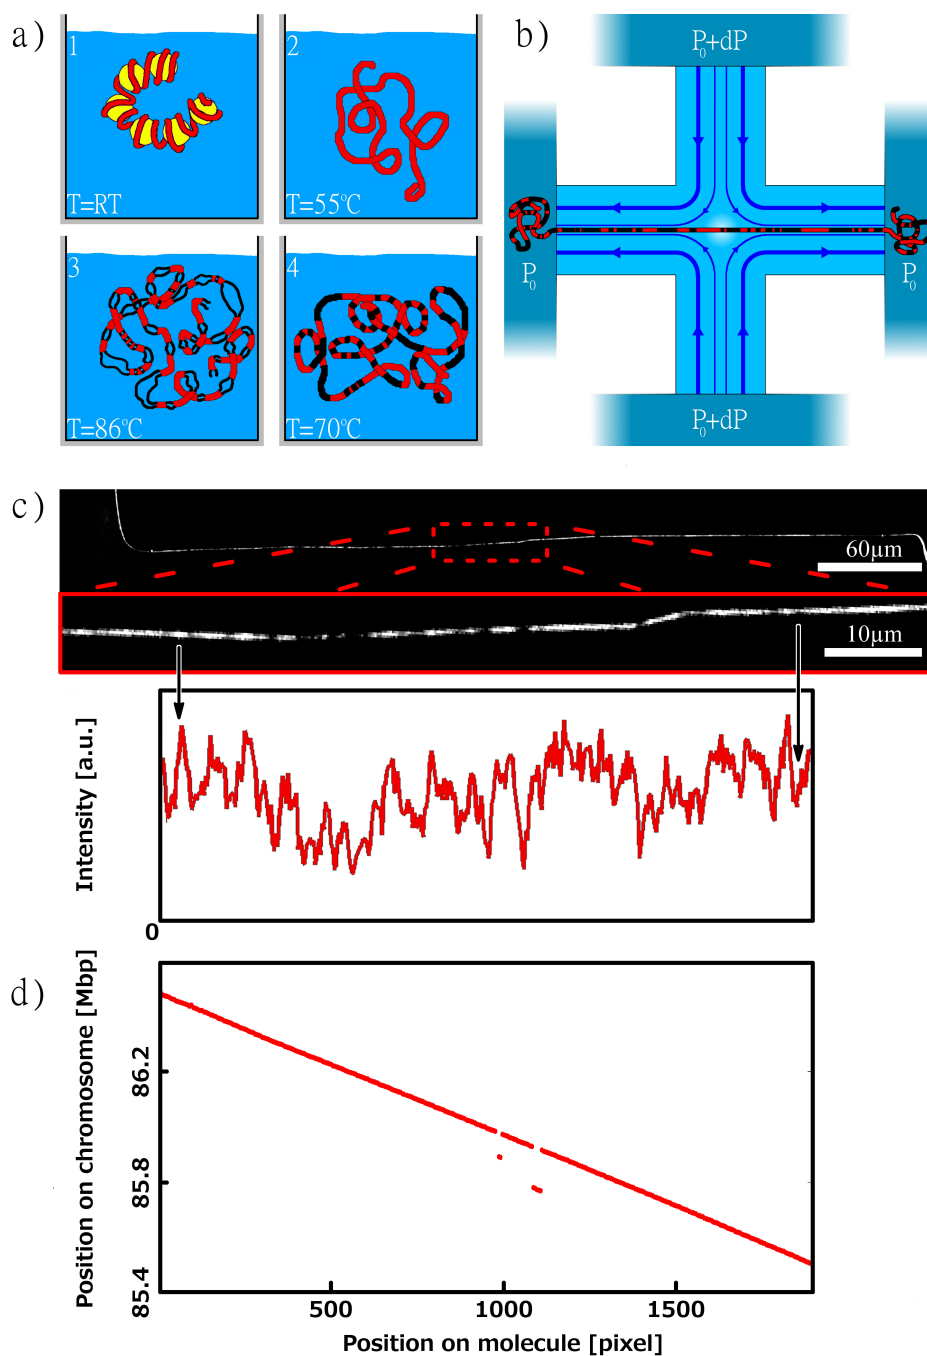 a)
1
T=RT
2
T=55°C
3
T=86°C
4
T=70°C
b)
P₀+dP
P₀
P₀
P₀+dP
c)
60μm
10μm
Intensity [a.u.]
0
d)
Position on chromosome [Mbp]
86.2
85.8
85.4
500
1000
1500
Position on molecule [pixel]